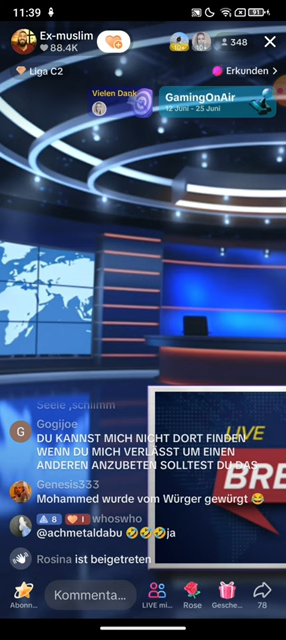 11:39
91
Ex-muslim
88.4K
10+
10+
348
Liga C2
Erkunden
Vielen Dank
GamingOnAir
12 Juni - 25 Juni
Seele ,schlimm
Gogijoe
DU KANNST MICH NICHT DORT FINDEN
WENN DU MICH VERLÄSST UM EINEN
ANDEREN ANZUBETEN SOLLTEST DU DAS
LIVE
BRE
Genesis333
Mohammed wurde vom Würger gewürgt 😂
8 1 whoswho
@achmetaldabu 🤣🤣🤣ja
Rosina ist beigetreten
Abonn...
Kommenta...
LIVE mi...
Rose
Gesche...
78